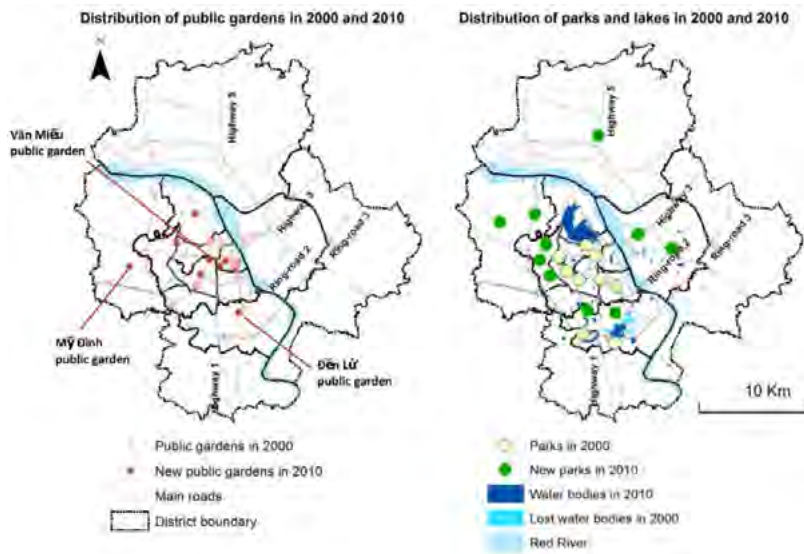 Distribution of public gardens in 2000 and 2010
N
Văn Miếu
public garden
Highway 5
Highway 3
Ring-road 3
Ring-road 2
Mỹ Đình
public garden
Đền Lừ
public garden
Highway 1
Public gardens in 2000
New public gardens in 2010
Main roads
District boundary
Distribution of parks and lakes in 2000 and 2010
Highway 5
Highway 3
Ring-road 3
Ring-road 2
Highway 1
10 Km
Parks in 2000
New parks in 2010
Water bodies in 2010
Lost water bodies in 2000
Red River